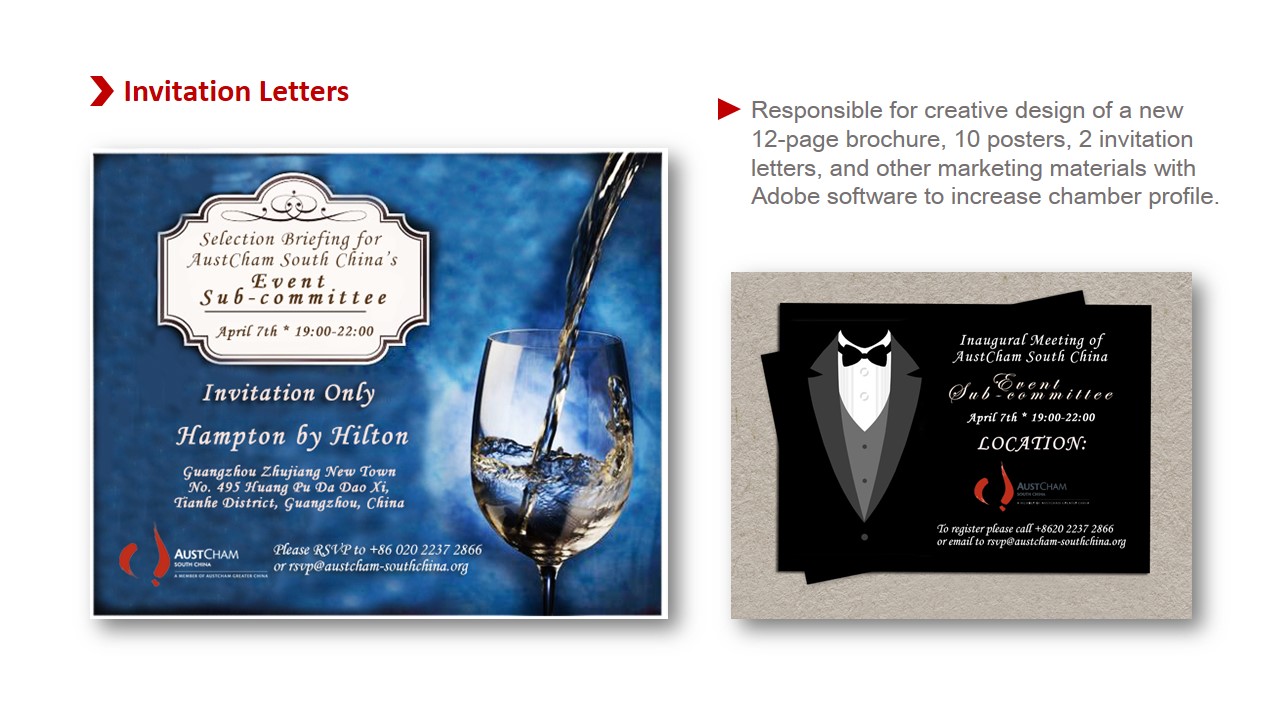 Invitation Letters
Responsible for creative design of a new
12-page brochure, 10 posters, 2 invitation
letters, and other marketing materials with
Adobe software to increase chamber profile.
Selection Briefing for
AustCham South China's
Event
Sub-committee
April 7th * 19:00-22:00
Invitation Only
Hampton by Hilton
Guangzhou Zhujiang New Town
No. 495 Huang Pu Da Dao Xi,
Tianhe District, Guangzhou, China
AUSTCHAM
SOUTH CHINA
A MEMBER OF AUSTCHAM GREATER CHINA
Please RSVP to +86 020 2237 2866
or rsvp@austcham-southchina.org
Inaugural Meeting of
AustCham South China
Event
Sub-committee
April 7th * 19:00-22:00
LOCATION:
AUSTCHAM
SOUTH CHINA
To register please call +8620 2237 2866
or email to rsvp@austcham-southchina.org